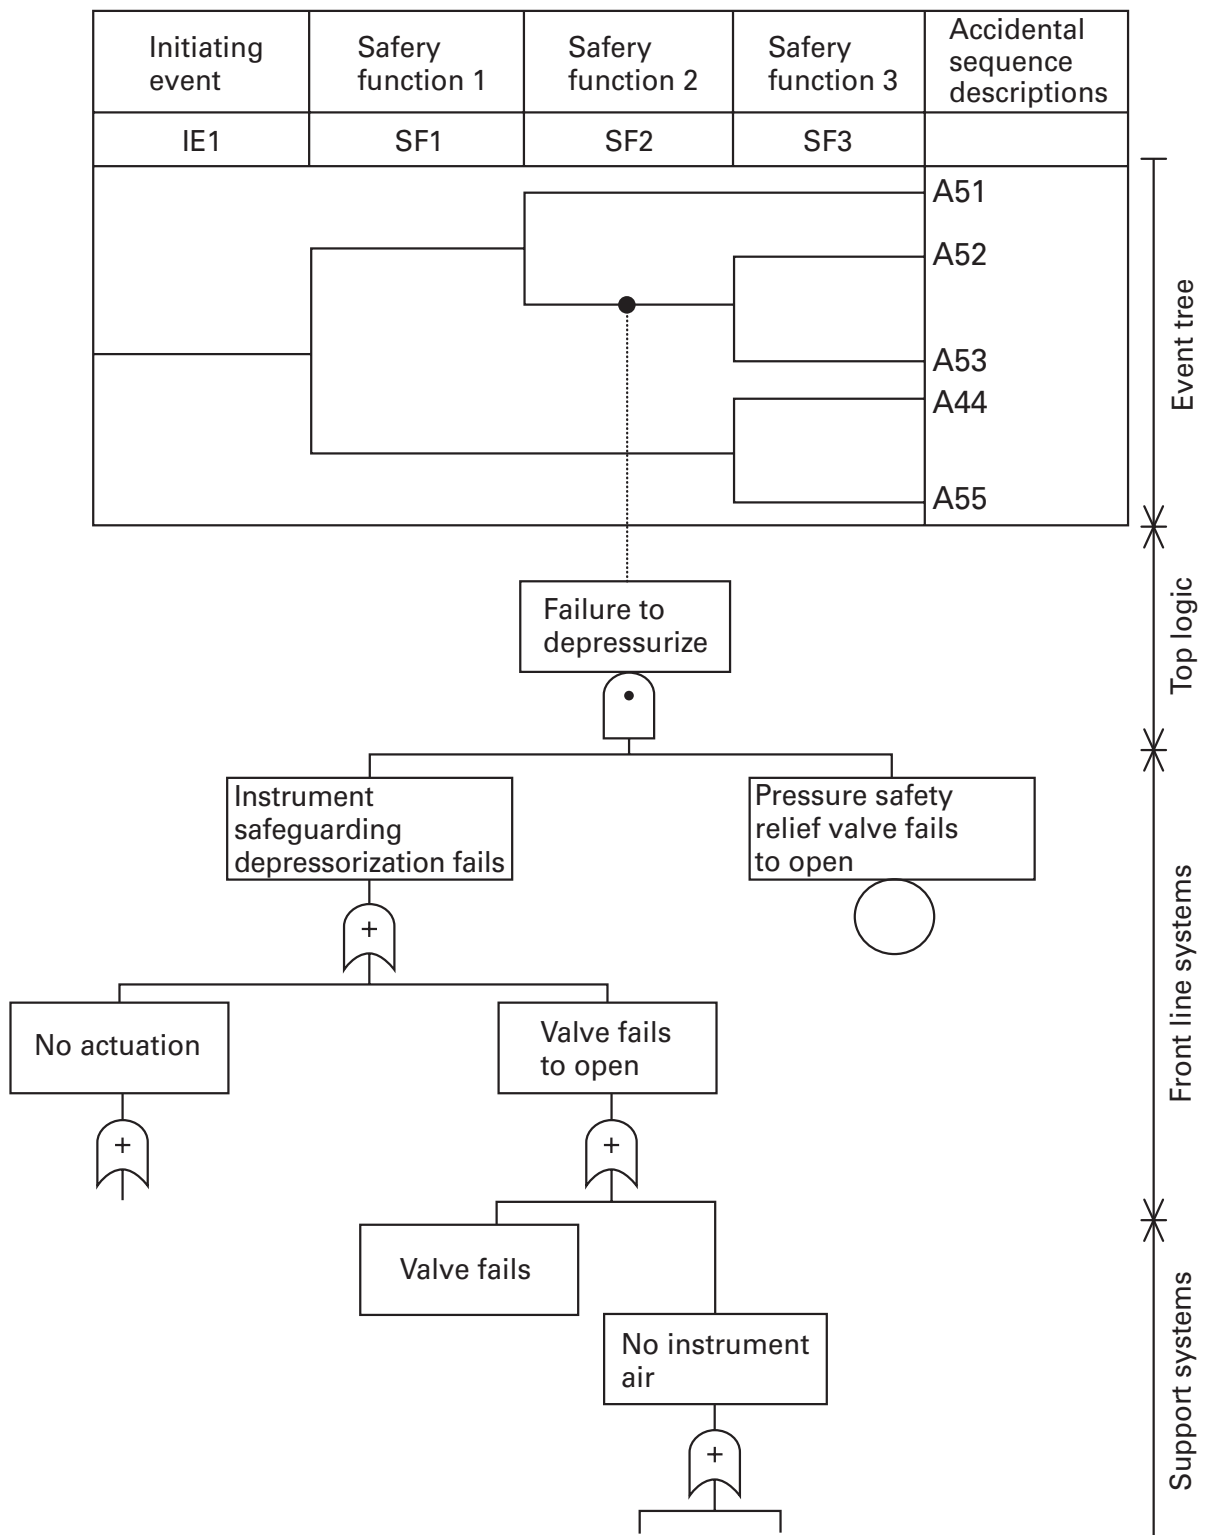 Initiating
event
Safery
function 1
Safery
function 2
Safery
function 3
Accidental
sequence
descriptions
IE1
SF1
SF2
SF3
A51
A52
A53
A44
A55
Event tree
Failure to
depressurize
Top logic
Instrument
safeguarding
depressorization fails
Pressure safety
relief valve fails
to open
+
No actuation
Valve fails
to open
Front line systems
+
+
Valve fails
No instrument
air
+
Support systems